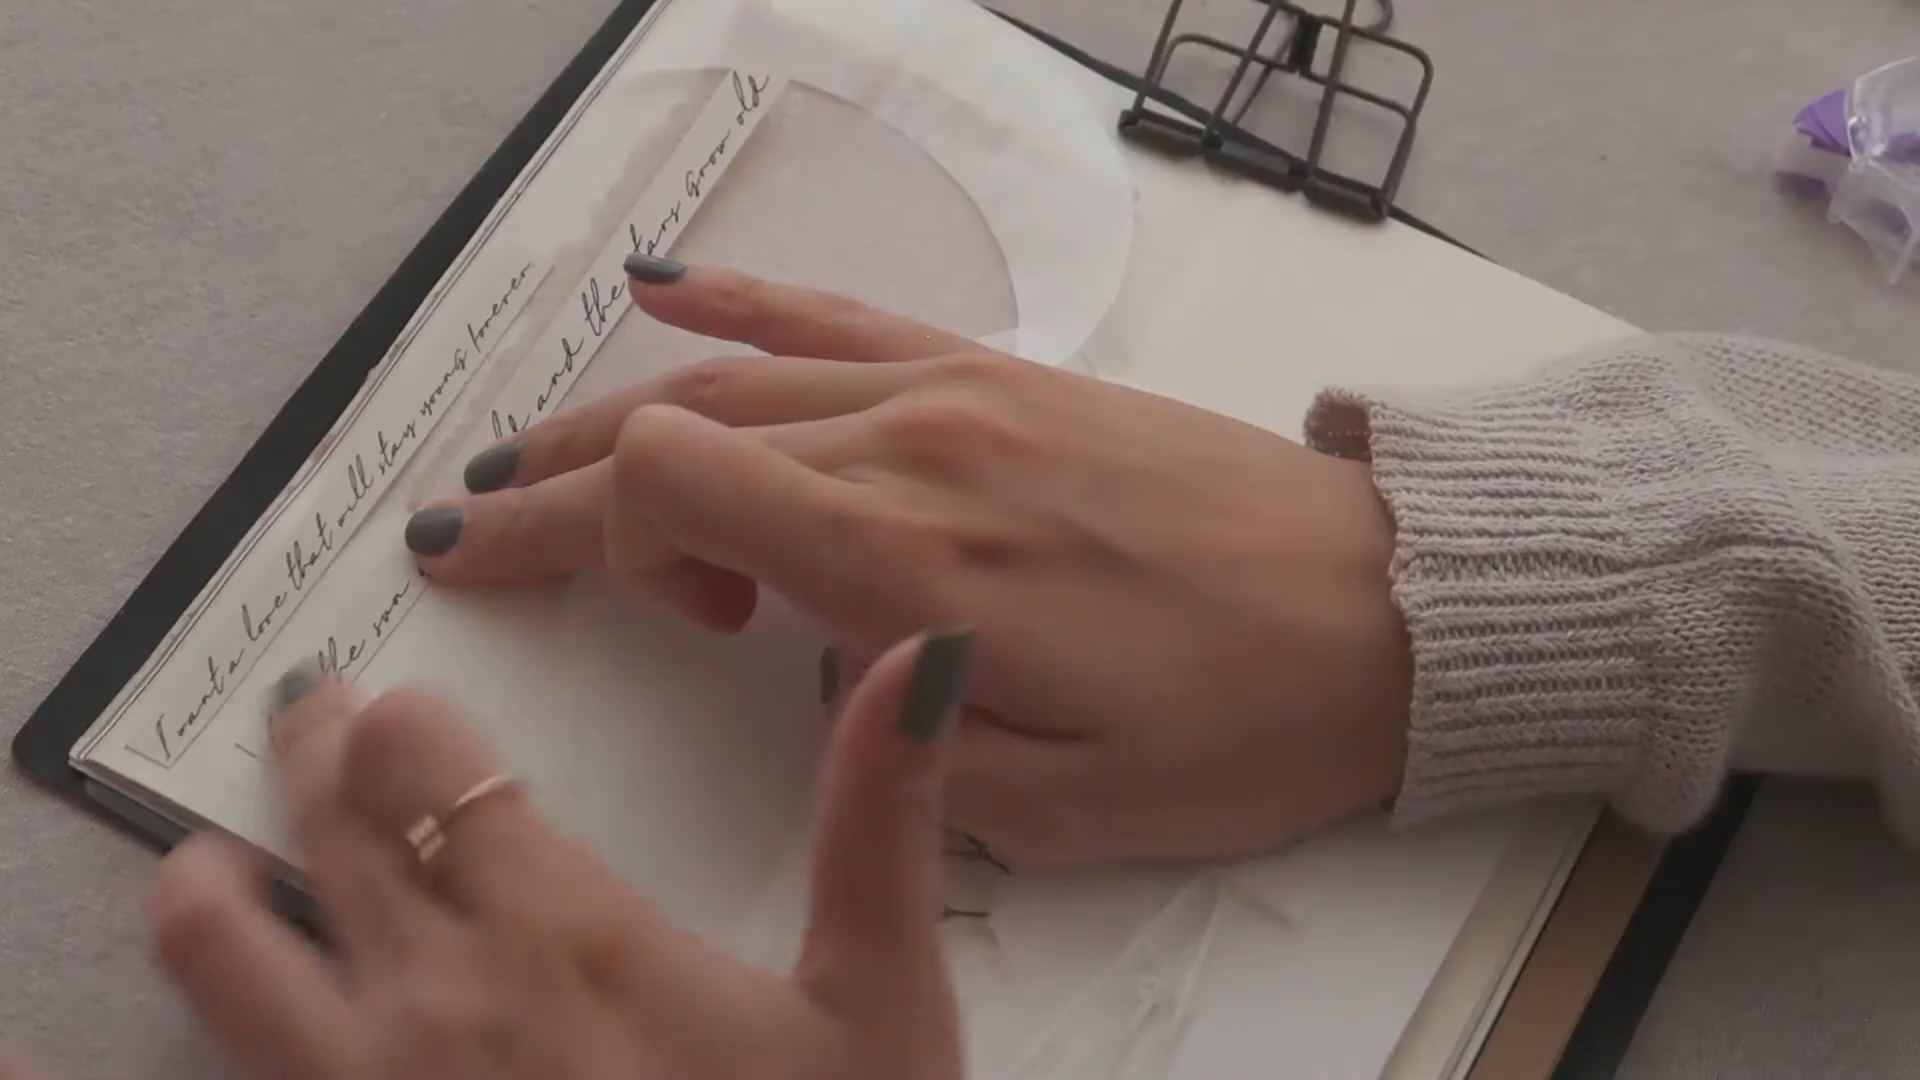 I want a love that will stay young forever
the sun and the stars grow old